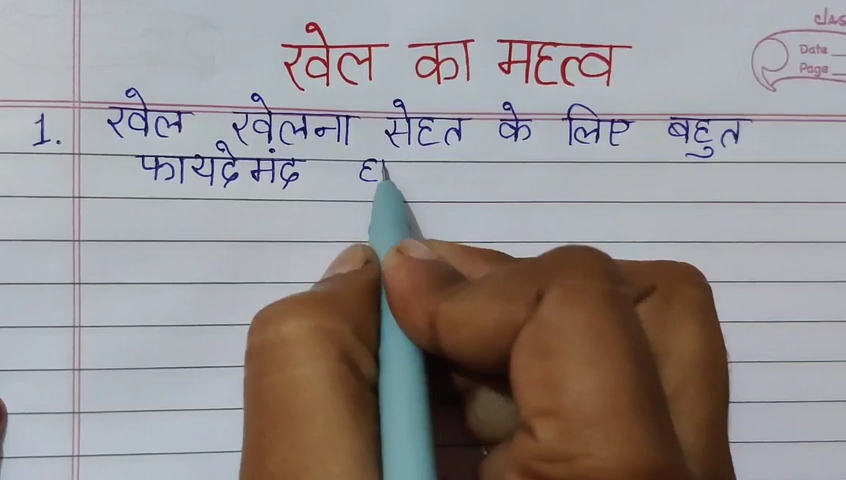 खेल का महत्व
Date
Page
1. खेल खेलना सेहत के लिए बहुत
फायदेमंद